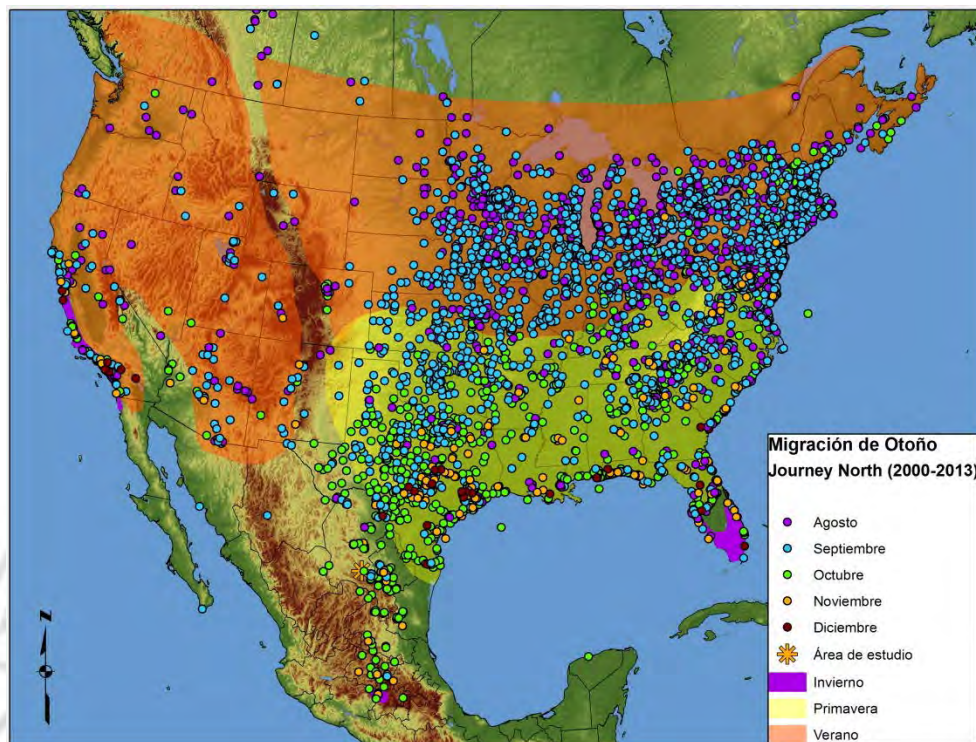 Migración de Otoño
Journey North (2000-2013)
Agosto
Septiembre
Octubre
Noviembre
Diciembre
Área de estudio
Invierno
Primavera
Verano
N